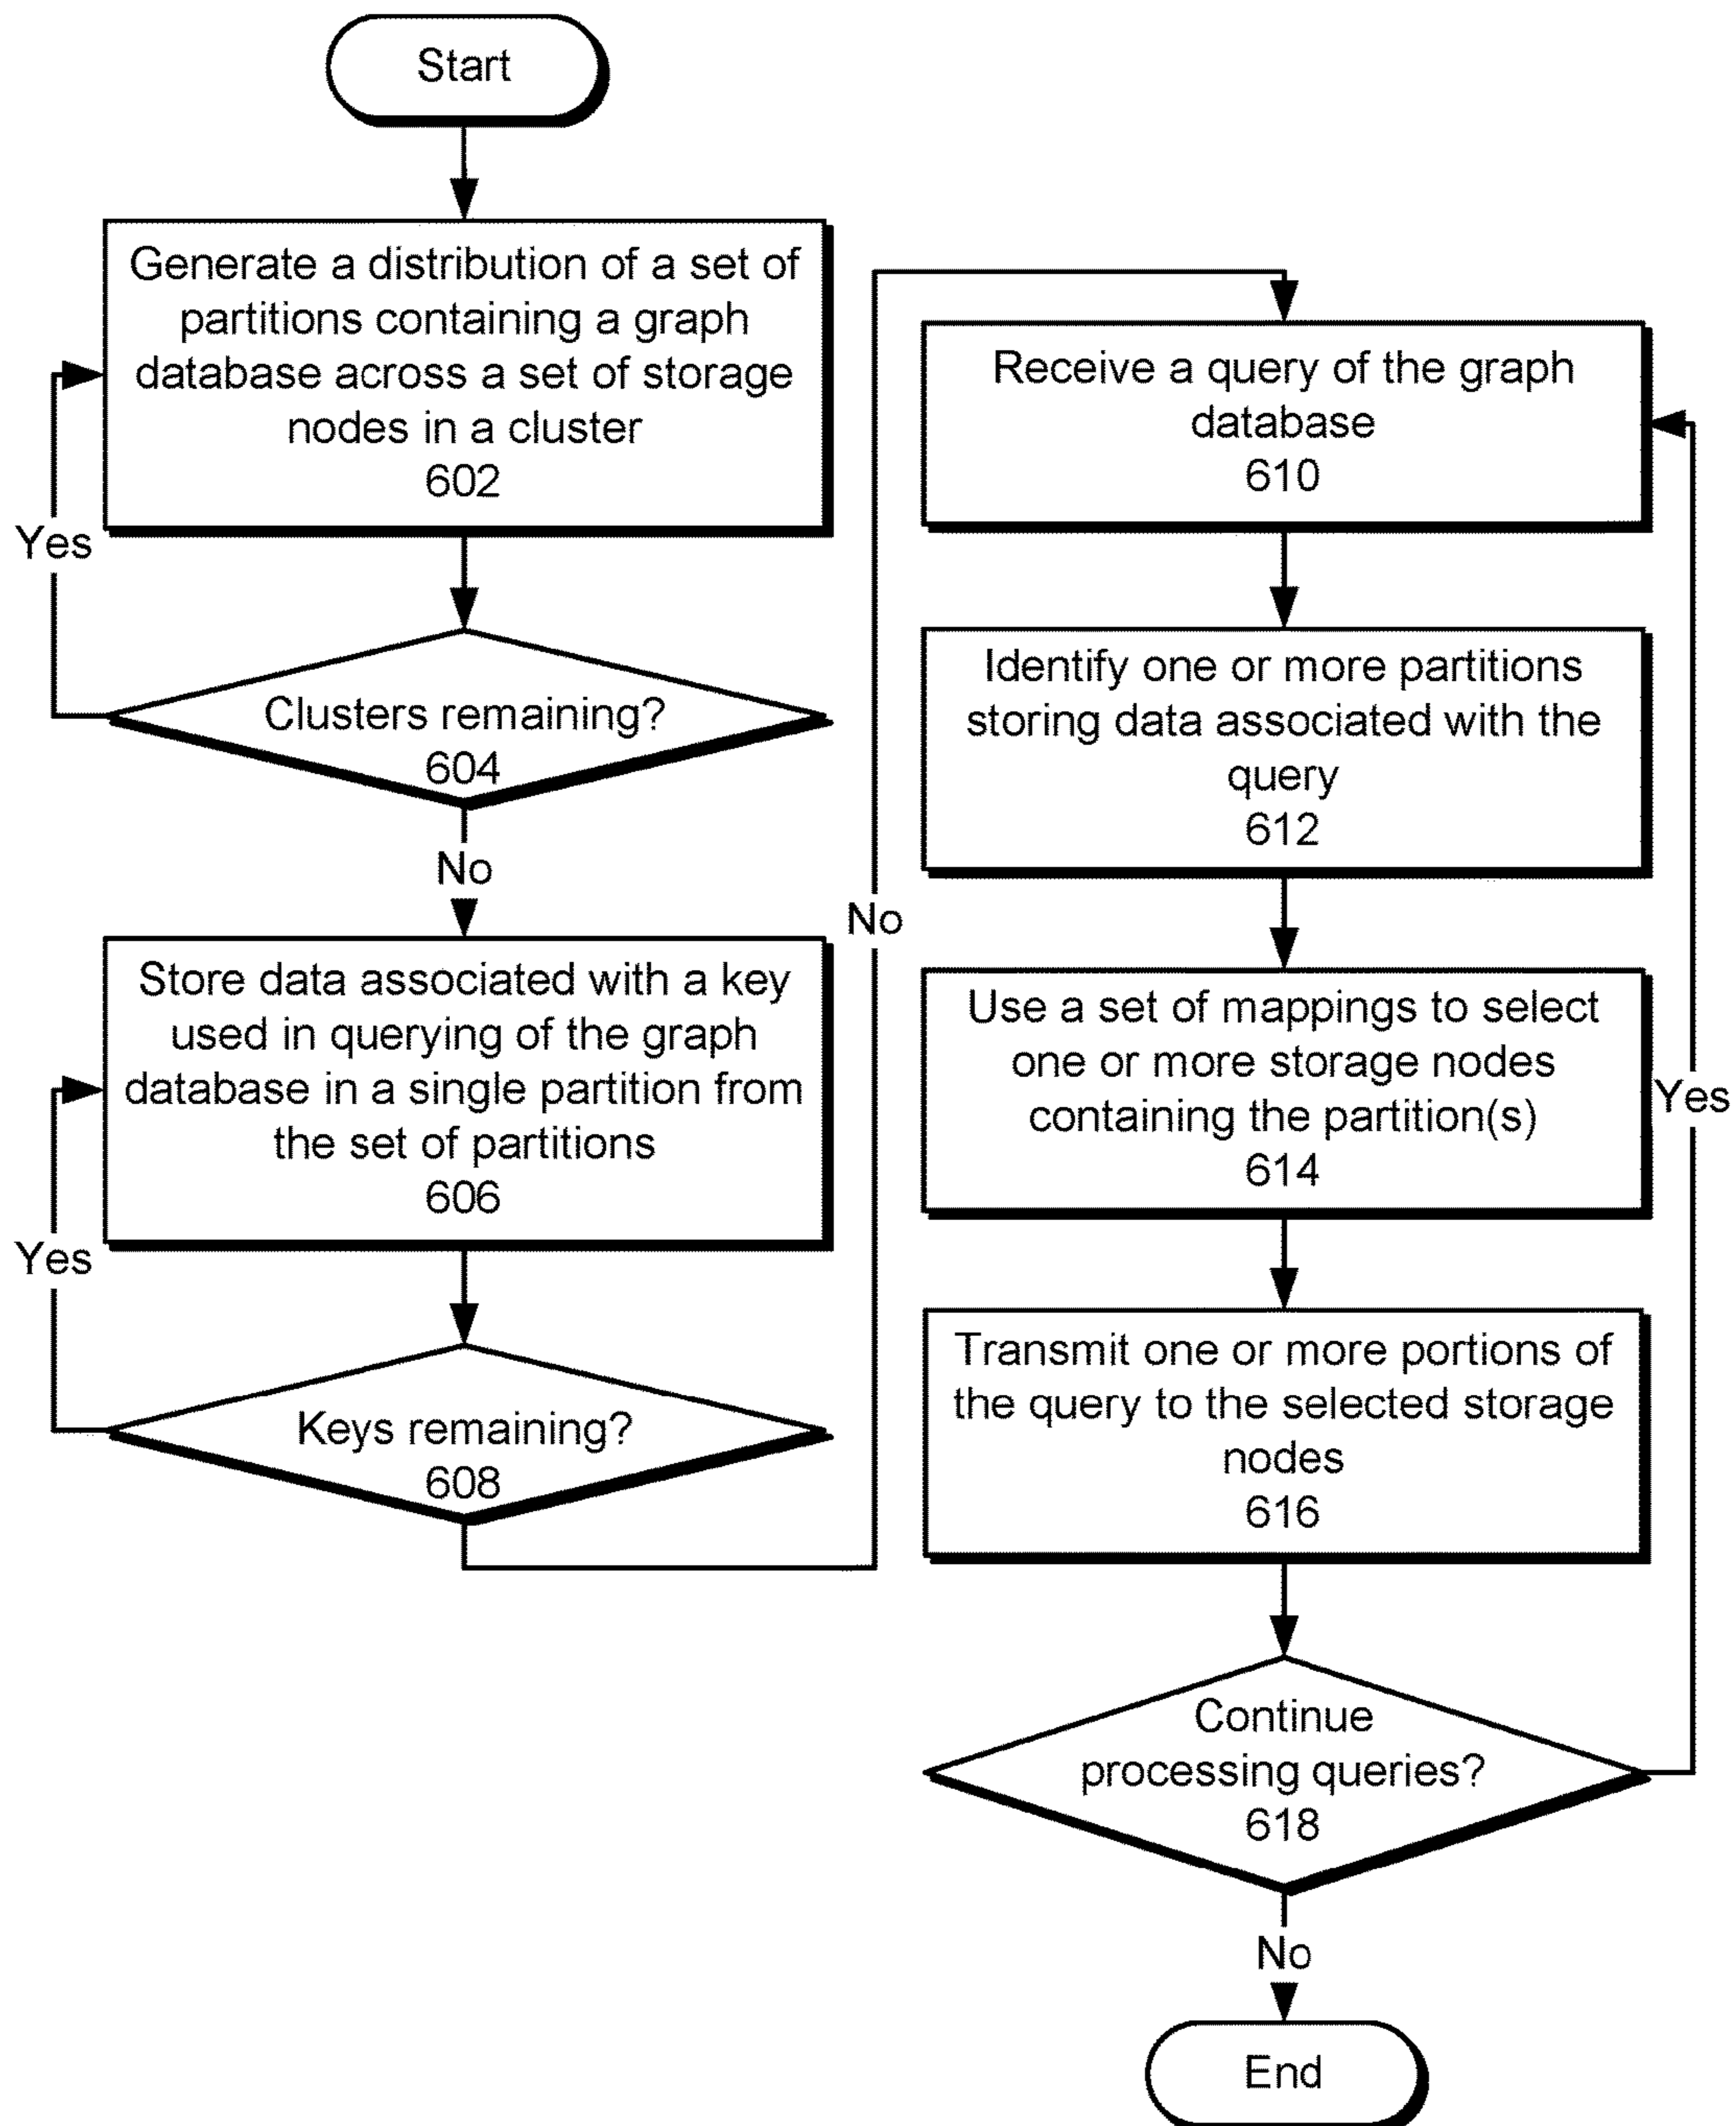 Start
Generate a distribution of a set of
partitions containing a graph
database across a set of storage
nodes in a cluster
602
Yes
Clusters remaining?
604
No
Store data associated with a key
used in querying of the graph
database in a single partition from
the set of partitions
606
Yes
Keys remaining?
608
No
Receive a query of the graph
database
610
Identify one or more partitions
storing data associated with the
query
612
Use a set of mappings to select
one or more storage nodes
containing the partition(s)
614
Yes
Transmit one or more portions of
the query to the selected storage
nodes
616
Continue
processing queries?
618
No
End